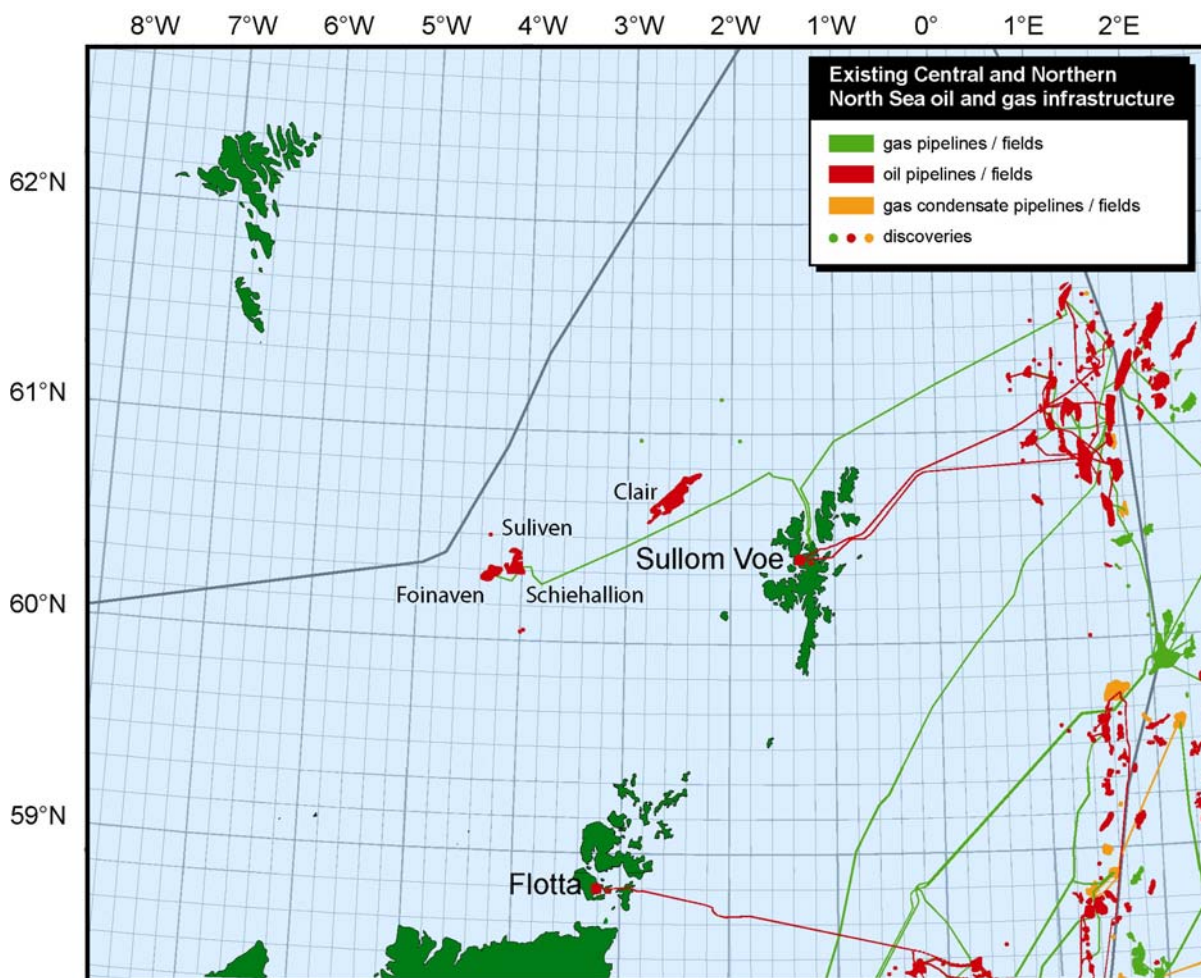 8°W 7°W 6°W 5°W 4°W 3°W 2°W 1°W 0° 1°E 2°E
Existing Central and Northern
North Sea oil and gas infrastructure
gas pipelines / fields
oil pipelines / fields
gas condensate pipelines / fields
discoveries
62°N
61°N
Clair
Suliven
Sullom Voe
Foinaven
Schiehallion
60°N
59°N
Flotta